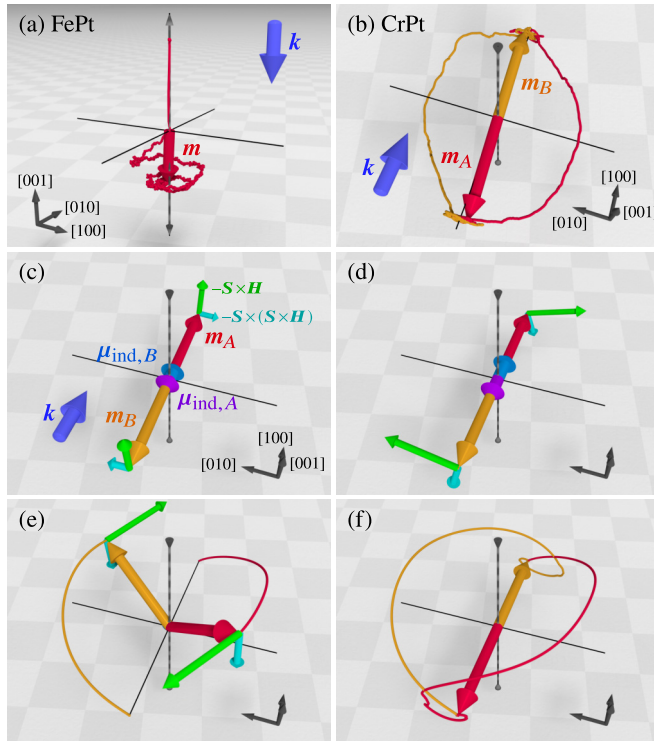 (a) FePt
k
m
[001]
[010]
[100]
(b) CrPt
m_B
m_A
k
[100]
[010]
[001]
(c)
−S×H
−S×(S×H)
m_A
μ_ind,B
μ_ind,A
k
m_B
[100]
[010]
[001]
(d)
(e)
(f)